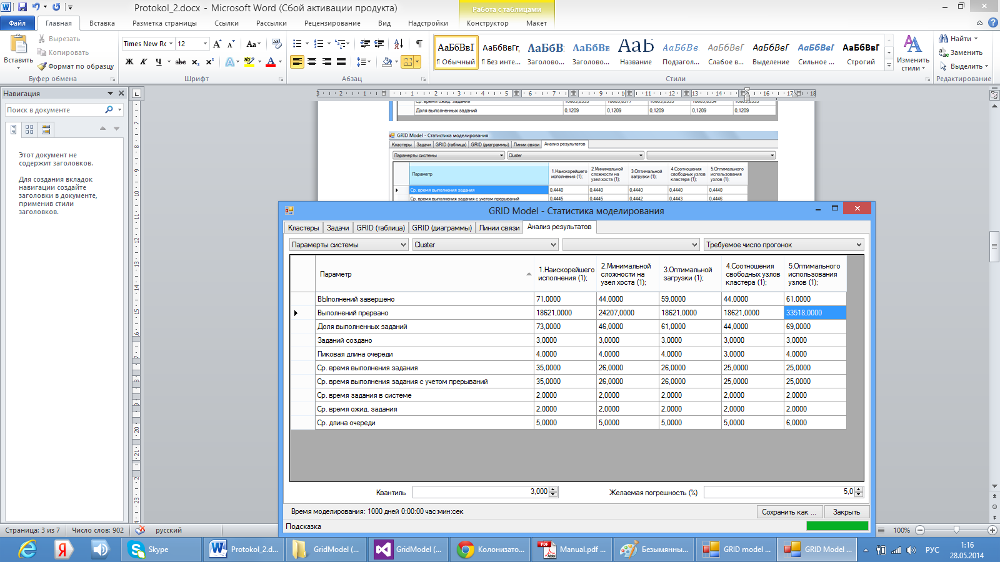 Protokol_2.docx - Microsoft Word (Сбой активации продукта)
Работа с таблицами
Файл Главная Вставка Разметка страницы Ссылки Рассылки Рецензирование Вид Надстройки Конструктор Макет
Вставить
Вырезать
Копировать
Формат по образцу
Буфер обмена
Times New Rc 12
Шрифт
Абзац
АаБбВвІ АаБбВвГг, АаБбВ АаБбВв АаБ АаБбВв АаБбВвГ АаБбВвГ АаБбВвГ АаБбВвГ
¶ Обычный ¶ Без инте... Заголово... Заголово... Название Подзагол... Слабое в... Выделение Сильное ... Строгий
Стили
Изменить стили
Найти
Заменить
Выделить
Редактирование
Навигация
Поиск в документе
Этот документ не
содержит заголовков.
Для создания вкладок
навигации создайте
заголовки в документе,
применив стили
заголовков.
Доля выполненных заданий 0,1209 0,1209 0,1209 0,1209 0,1209
GRID Model - Статистика моделирования
Кластеры Задачи GRID (таблица) GRID (диаграммы) Линии связи Анализ результатов
Парамерты системы Cluster
Параметр 1.Наискорейшего исполнения (1); 2.Минимальной сложности на узел хоста (1); 3.Оптимальной загрузки (1); 4.Соотношения свободных узлов кластера (1); 5.Оптимального использования узлов (1);
Ср. время выполнения задания 0,4440 0,4440 0,4440 0,4440 0,4440
Ср. время выполнения задания с учетом прерываний 0,4445 0,4445 0,4442 0,4443 0,4446
GRID Model - Статистика моделирования
Кластеры Задачи GRID (таблица) GRID (диаграммы) Линии связи Анализ результатов
Парамерты системы Cluster Требуемое число прогонок
Параметр 1.Наискорейшего исполнения (1); 2.Минимальной сложности на узел хоста (1); 3.Оптимальной загрузки (1); 4.Соотношения свободных узлов кластера (1); 5.Оптимального использования узлов (1);
ВЫполнений завершено 71,0000 44,0000 59,0000 44,0000 61,0000
Выполнений прервано 18621,0000 24207,0000 18621,0000 18621,0000 33518,0000
Доля выполненных заданий 73,0000 46,0000 61,0000 44,0000 69,0000
Заданий создано 3,0000 3,0000 3,0000 3,0000 3,0000
Пиковая длина очереди 4,0000 4,0000 4,0000 3,0000 4,0000
Ср. время выполнения задания 35,0000 26,0000 26,0000 25,0000 25,0000
Ср. время выполнения задания с учетом прерываний 35,0000 26,0000 26,0000 25,0000 25,0000
Ср. время задания в системе 2,0000 2,0000 2,0000 2,0000 2,0000
Ср. время ожид. задания 2,0000 2,0000 2,0000 2,0000 2,0000
Ср. длина очереди 5,0000 5,0000 5,0000 5,0000 6,0000
Квантиль 3,000 Желаемая погрешность (%) 5,0
Время моделирования: 1000 дней 0:00:00 час:мин:сек
Сохранить как ... Закрыть
Подсказка
Страница: 3 из 7 Число слов: 902 русский 100%
Skype Protokol_2.d... GridModel (... GridModel (... Колонизато... Manual.pdf ... Безымянны... GRID model ... GRID Model ... РУС
1:16
28.05.2014